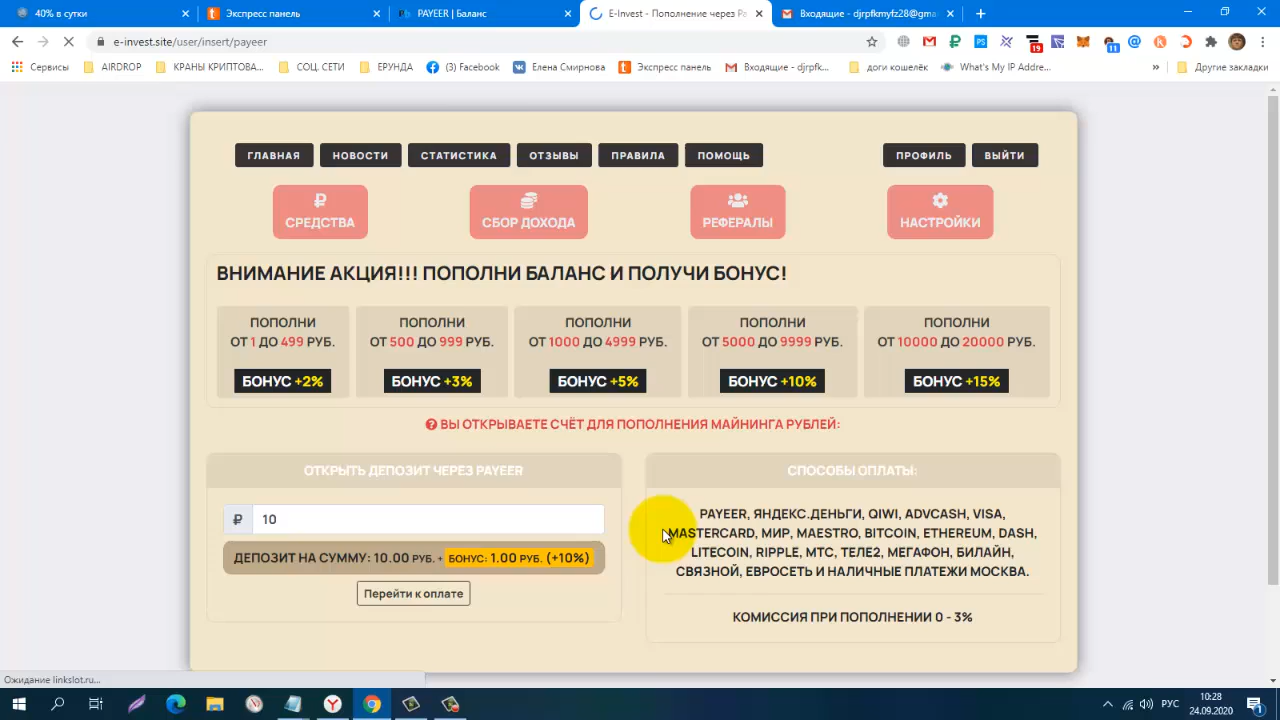 40% в сутки
Экспресс панель
PAYEER | Баланс
E-Invest - Пополнение через Pa
Входящие - djrpfkmyfz28@gmai
e-invest.site/user/insert/payeer
19
11
Сервисы
AIRDROP
КРАНЫ КРИПТОВА...
СОЦ. СЕТИ
ЕРУНДА
(3) Facebook
Елена Смирнова
Экспресс панель
Входящие - djrpfk...
доги кошелёк
What's My IP Addre...
»
Другие закладки
ГЛАВНАЯ
НОВОСТИ
СТАТИСТИКА
ОТЗЫВЫ
ПРАВИЛА
ПОМОЩЬ
ПРОФИЛЬ
ВЫЙТИ
СРЕДСТВА
СБОР ДОХОДА
РЕФЕРАЛЫ
НАСТРОЙКИ
ВНИМАНИЕ АКЦИЯ!!! ПОПОЛНИ БАЛАНС И ПОЛУЧИ БОНУС!
ПОПОЛНИ
ОТ 1 ДО 499 РУБ.
БОНУС +2%
ПОПОЛНИ
ОТ 500 ДО 999 РУБ.
БОНУС +3%
ПОПОЛНИ
ОТ 1000 ДО 4999 РУБ.
БОНУС +5%
ПОПОЛНИ
ОТ 5000 ДО 9999 РУБ.
БОНУС +10%
ПОПОЛНИ
ОТ 10000 ДО 20000 РУБ.
БОНУС +15%
ВЫ ОТКРЫВАЕТЕ СЧЁТ ДЛЯ ПОПОЛНЕНИЯ МАЙНИНГА РУБЛЕЙ:
ОТКРЫТЬ ДЕПОЗИТ ЧЕРЕЗ PAYEER
₽ 10
ДЕПОЗИТ НА СУММУ: 10.00 РУБ. + БОНУС: 1.00 РУБ. (+10%)
Перейти к оплате
СПОСОБЫ ОПЛАТЫ:
PAYEER, ЯНДЕКС.ДЕНЬГИ, QIWI, ADVCASH, VISA,
MASTERCARD, МИР, MAESTRO, BITCOIN, ETHEREUM, DASH,
LITECOIN, RIPPLE, МТС, ТЕЛЕ2, МЕГАФОН, БИЛАЙН,
СВЯЗНОЙ, ЕВРОСЕТЬ И НАЛИЧНЫЕ ПЛАТЕЖИ МОСКВА.
КОМИССИЯ ПРИ ПОПОЛНЕНИИ 0 - 3%
Ожидание linkslot.ru...
РУС
10:28
24.09.2020
1